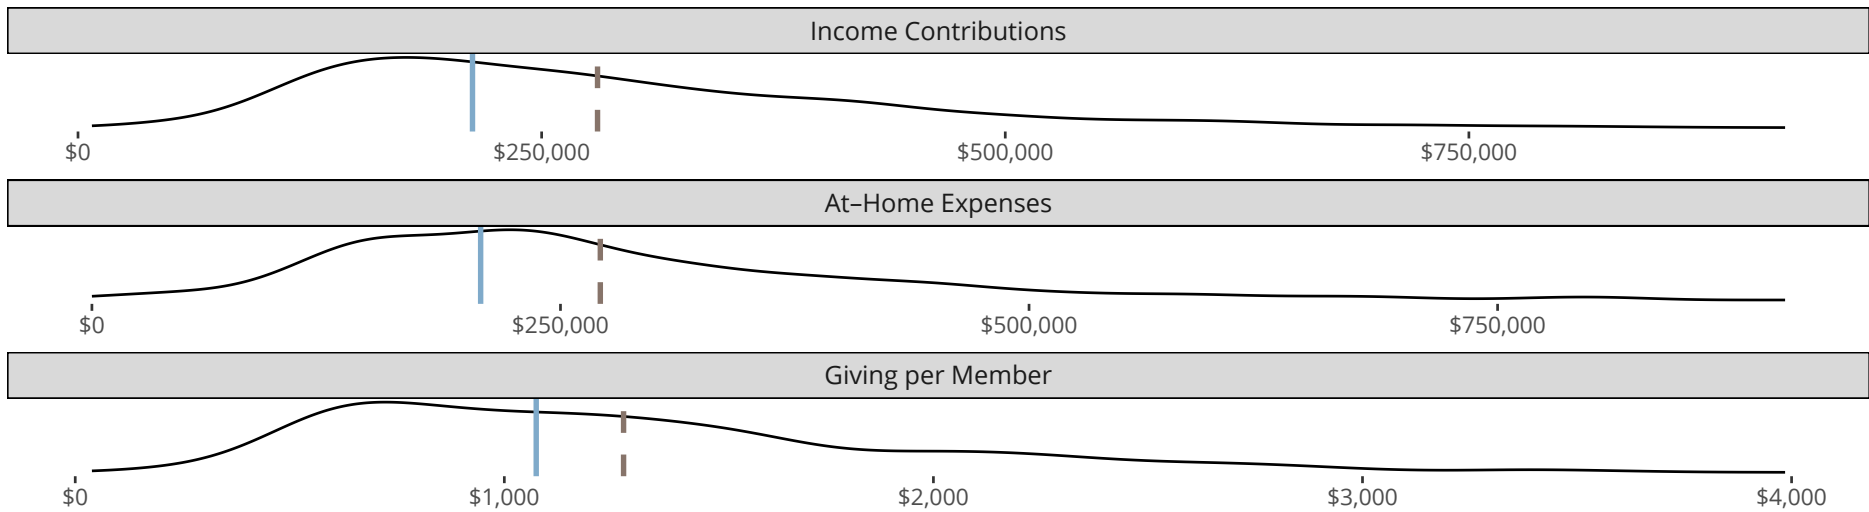 Income Contributions
$0 $250,000 $500,000 $750,000
At–Home Expenses
$0 $250,000 $500,000 $750,000
Giving per Member
$0 $1,000 $2,000 $3,000 $4,000